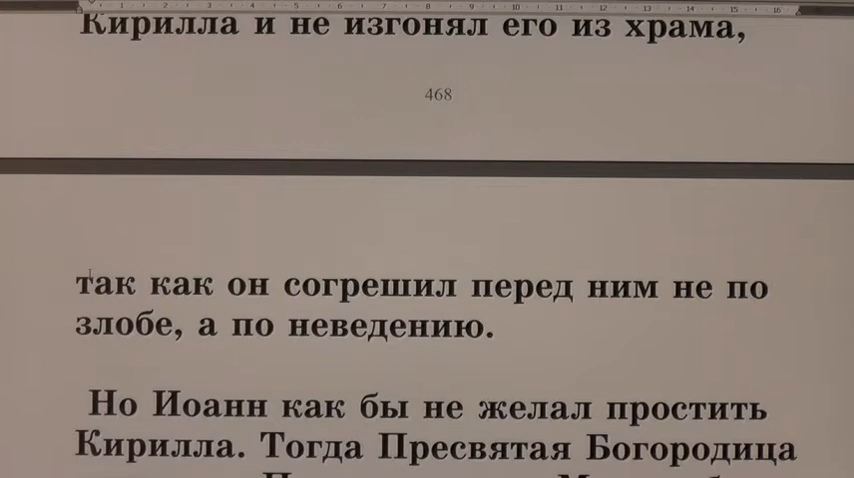 Кирилла и не изгонял его из храма,
468
так как он согрешил перед ним не по
злобе, а по неведению.
Но Иоанн как бы не желал простить
Кирилла. Тогда Пресвятая Богородица